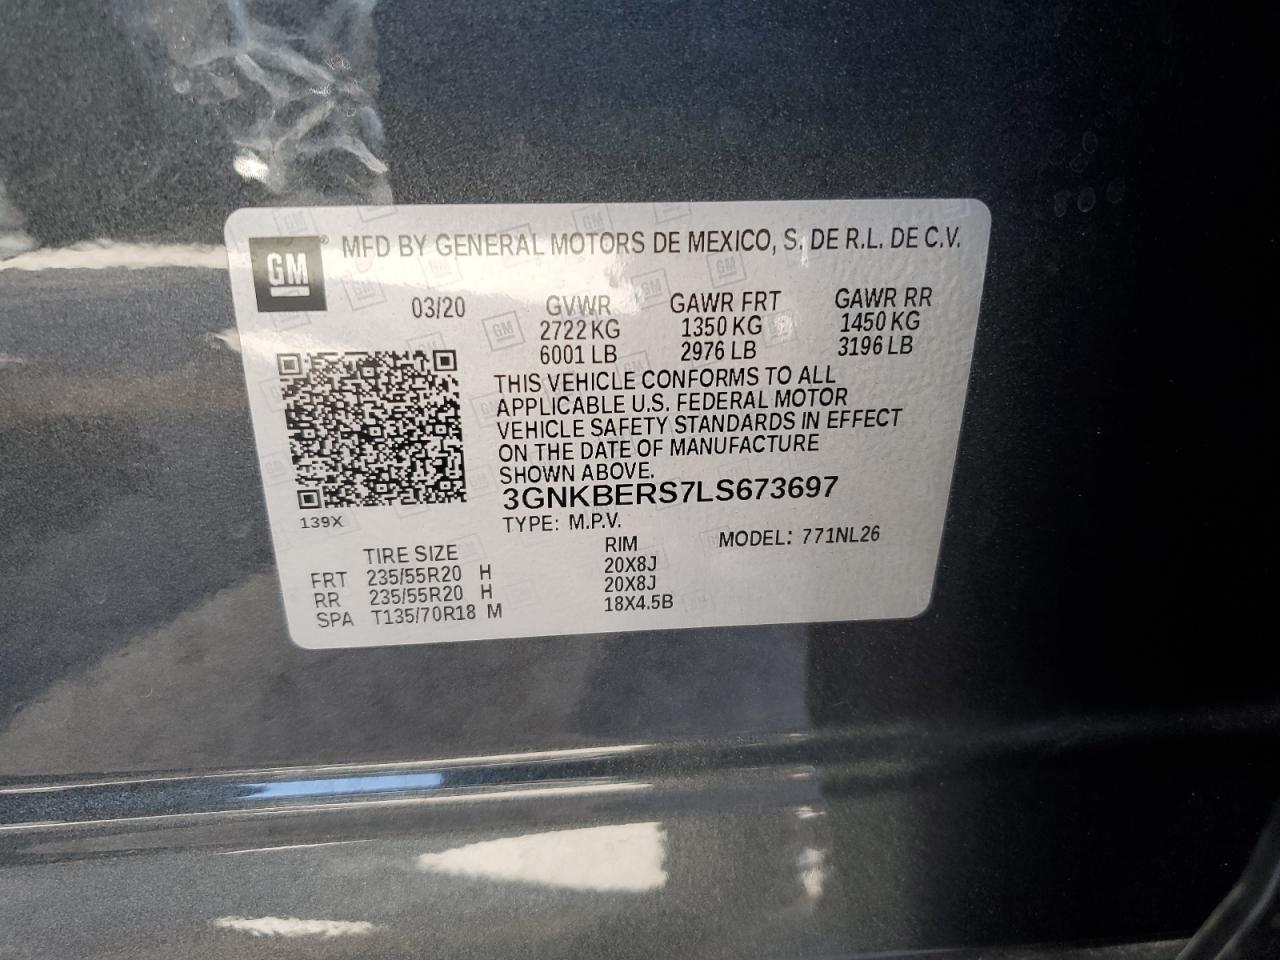 GM
MFD BY GENERAL MOTORS DE MEXICO, S. DE R.L. DE C.V.
03/20 GVWR GAWR FRT GAWR RR
2722 KG 1350 KG 1450 KG
6001 LB 2976 LB 3196 LB
THIS VEHICLE CONFORMS TO ALL
APPLICABLE U.S. FEDERAL MOTOR
VEHICLE SAFETY STANDARDS IN EFFECT
ON THE DATE OF MANUFACTURE
SHOWN ABOVE.
3GNKBERS7LS673697
139X
TYPE: M.P.V.
MODEL: 771NL26
TIRE SIZE RIM
FRT 235/55R20 H 20X8J
RR 235/55R20 H 20X8J
SPA T135/70R18 M 18X4.5B